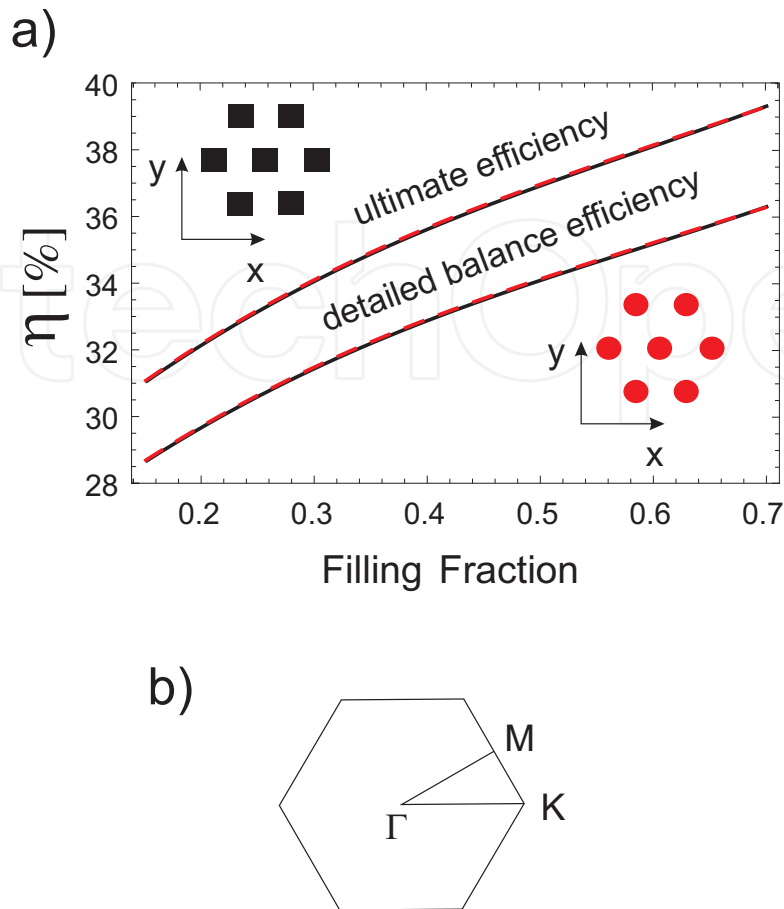 a)
40
38
36
34
33
30
28
η [%]
y
x
ultimate efficiency
detailed balance efficiency
y
x
0.2
0.3
0.4
0.5
0.6
0.7
Filling Fraction
b)
M
K
Γ